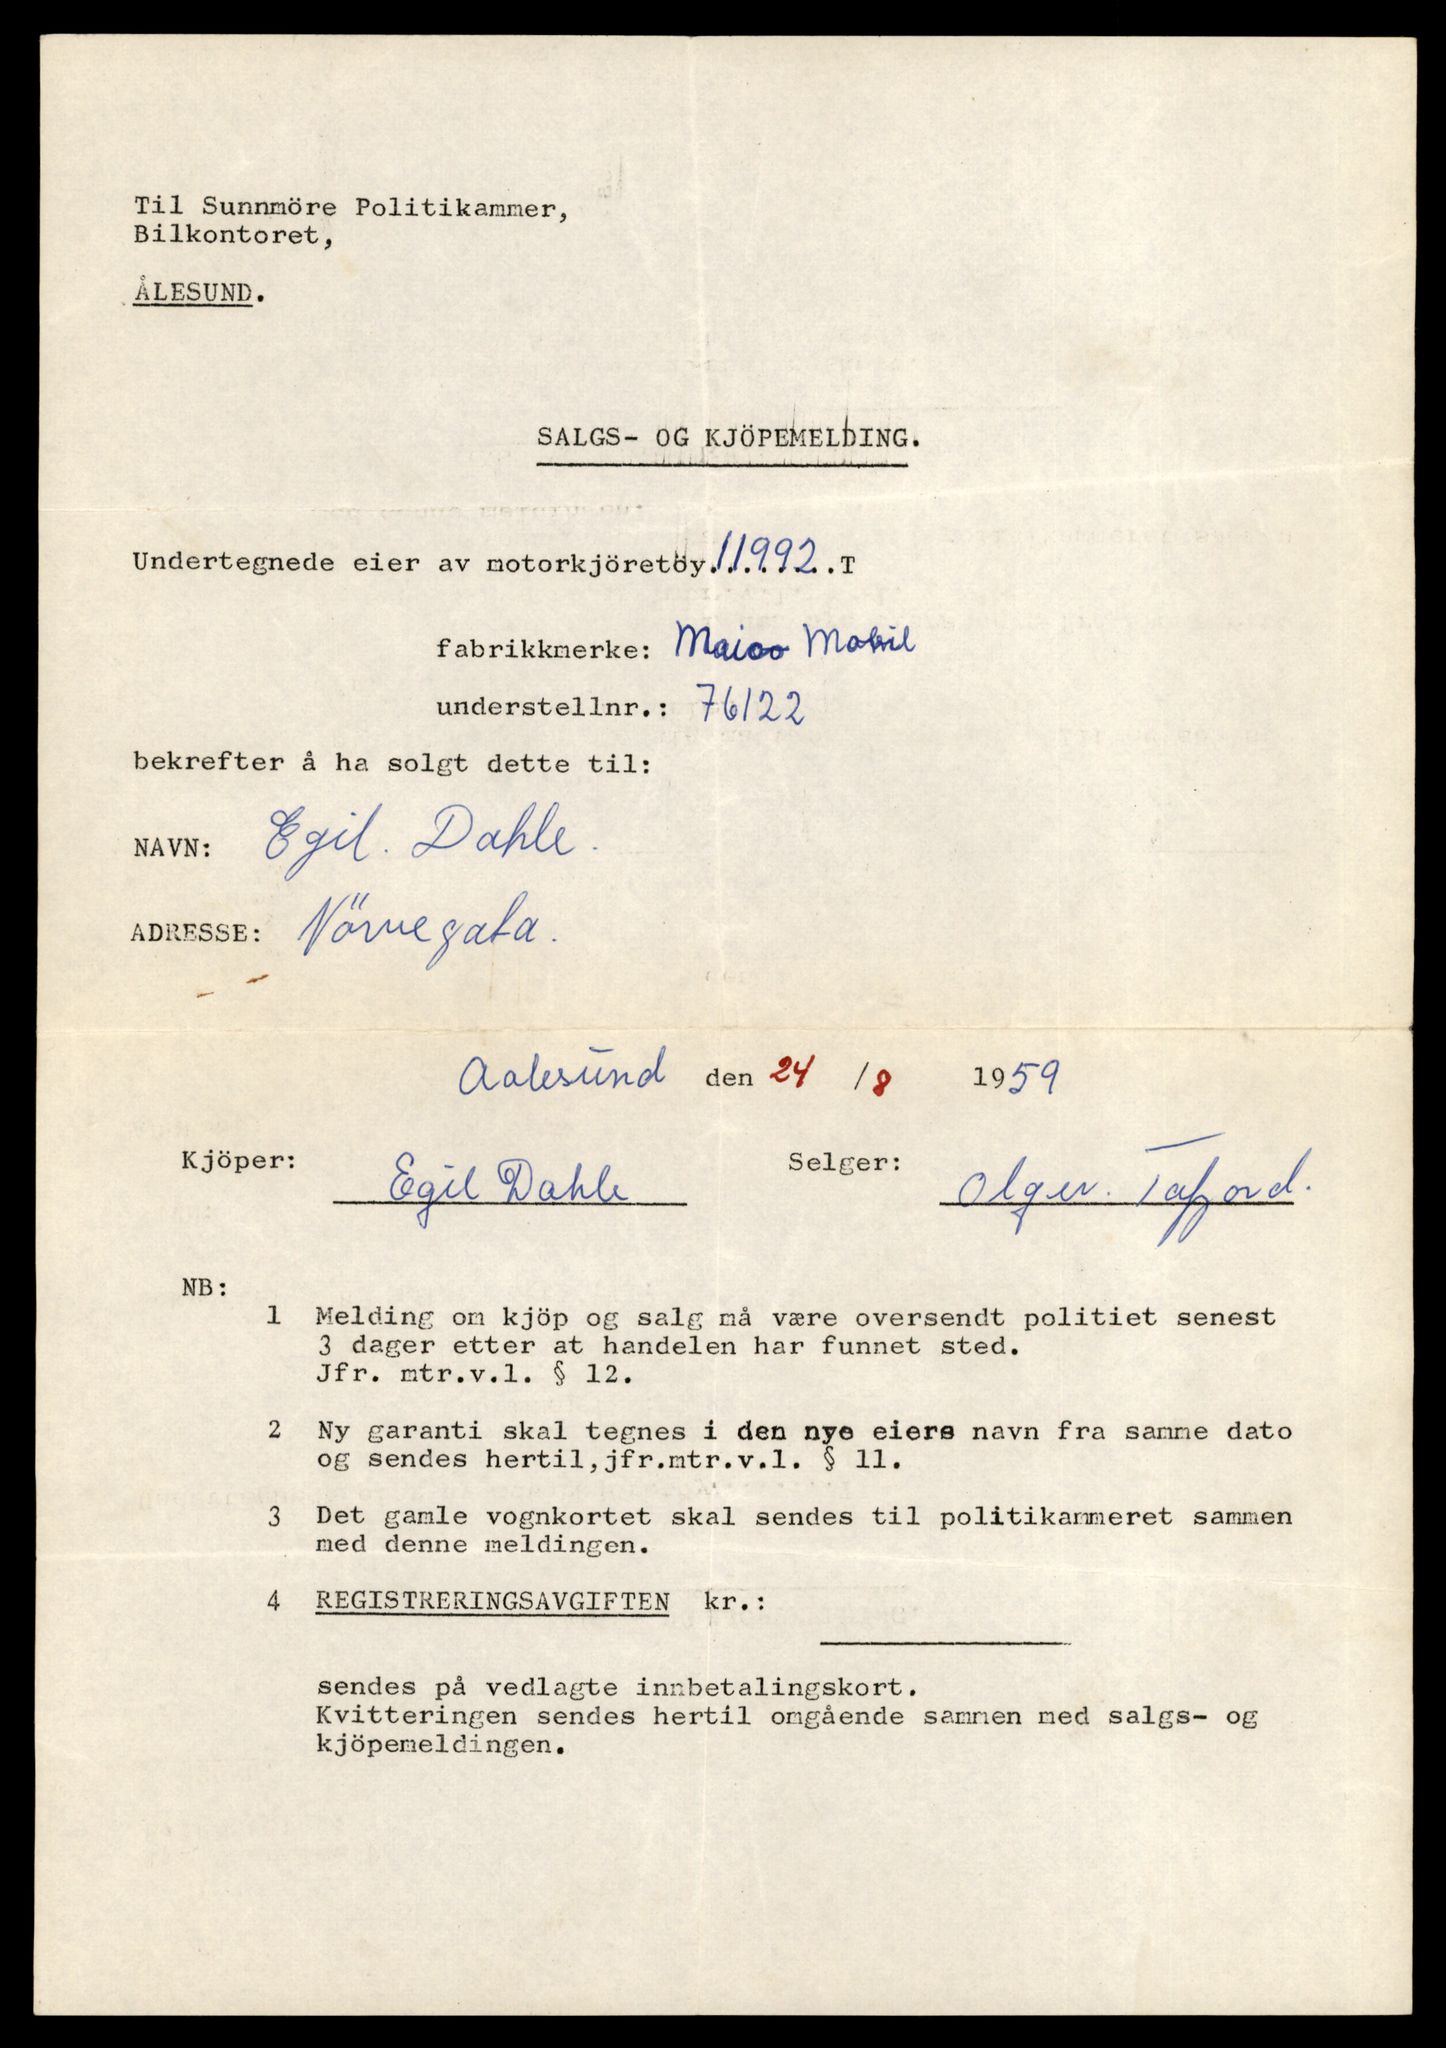 Til Sunnmöre Politikammer,
Bilkontoret,
ÅLESUND.
SALGS- OG KJÖPEMELDING.
Undertegnede eier av motorkjöretöy 11992 T
fabrikkmerke: Maico Mobil
understellnr.: 76122
bekrefter å ha solgt dette til:
NAVN: Egil. Dahle.
ADRESSE: Nörvegata.
Aalesund den 24 /8 1959
Kjöper: Egil Dahle Selger: Olger. Tafjord.
NB:
1 Melding om kjöp og salg må være oversendt politiet senest
3 dager etter at handelen har funnet sted.
Jfr. mtr.v.l. § 12.
2 Ny garanti skal tegnes i den nye eiers navn fra samme dato
og sendes hertil,jfr.mtr.v.l. § 11.
3 Det gamle vognkortet skal sendes til politikammeret sammen
med denne meldingen.
4 REGISTRERINGSAVGIFTEN kr.:
sendes på vedlagte innbetalingskort.
Kvitteringen sendes hertil omgående sammen med salgs- og
kjöpemeldingen.